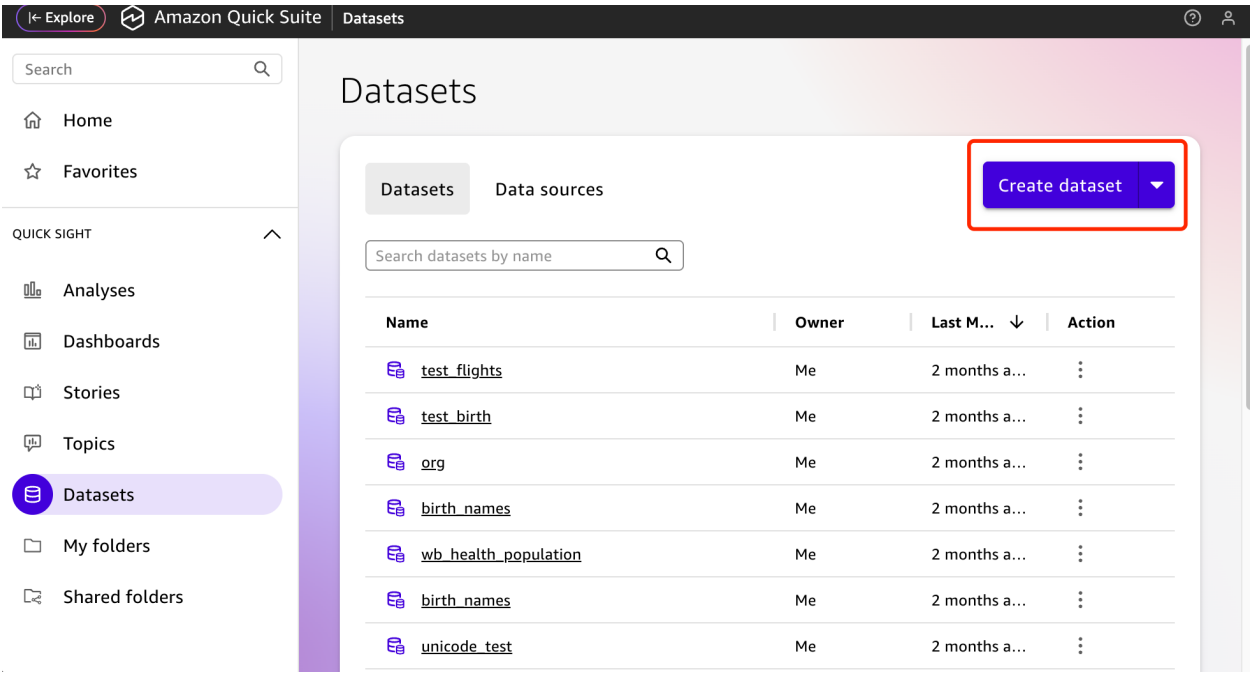 Explore Amazon Quick Suite Datasets
Search
Home
Favorites
QUICK SIGHT
Analyses
Dashboards
Stories
Topics
Datasets
My folders
Shared folders
Datasets
Datasets Data sources Create dataset
Search datasets by name
Name Owner Last M... Action
test_flights Me 2 months a...
test_birth Me 2 months a...
org Me 2 months a...
birth_names Me 2 months a...
wb_health_population Me 2 months a...
birth_names Me 2 months a...
unicode_test Me 2 months a...